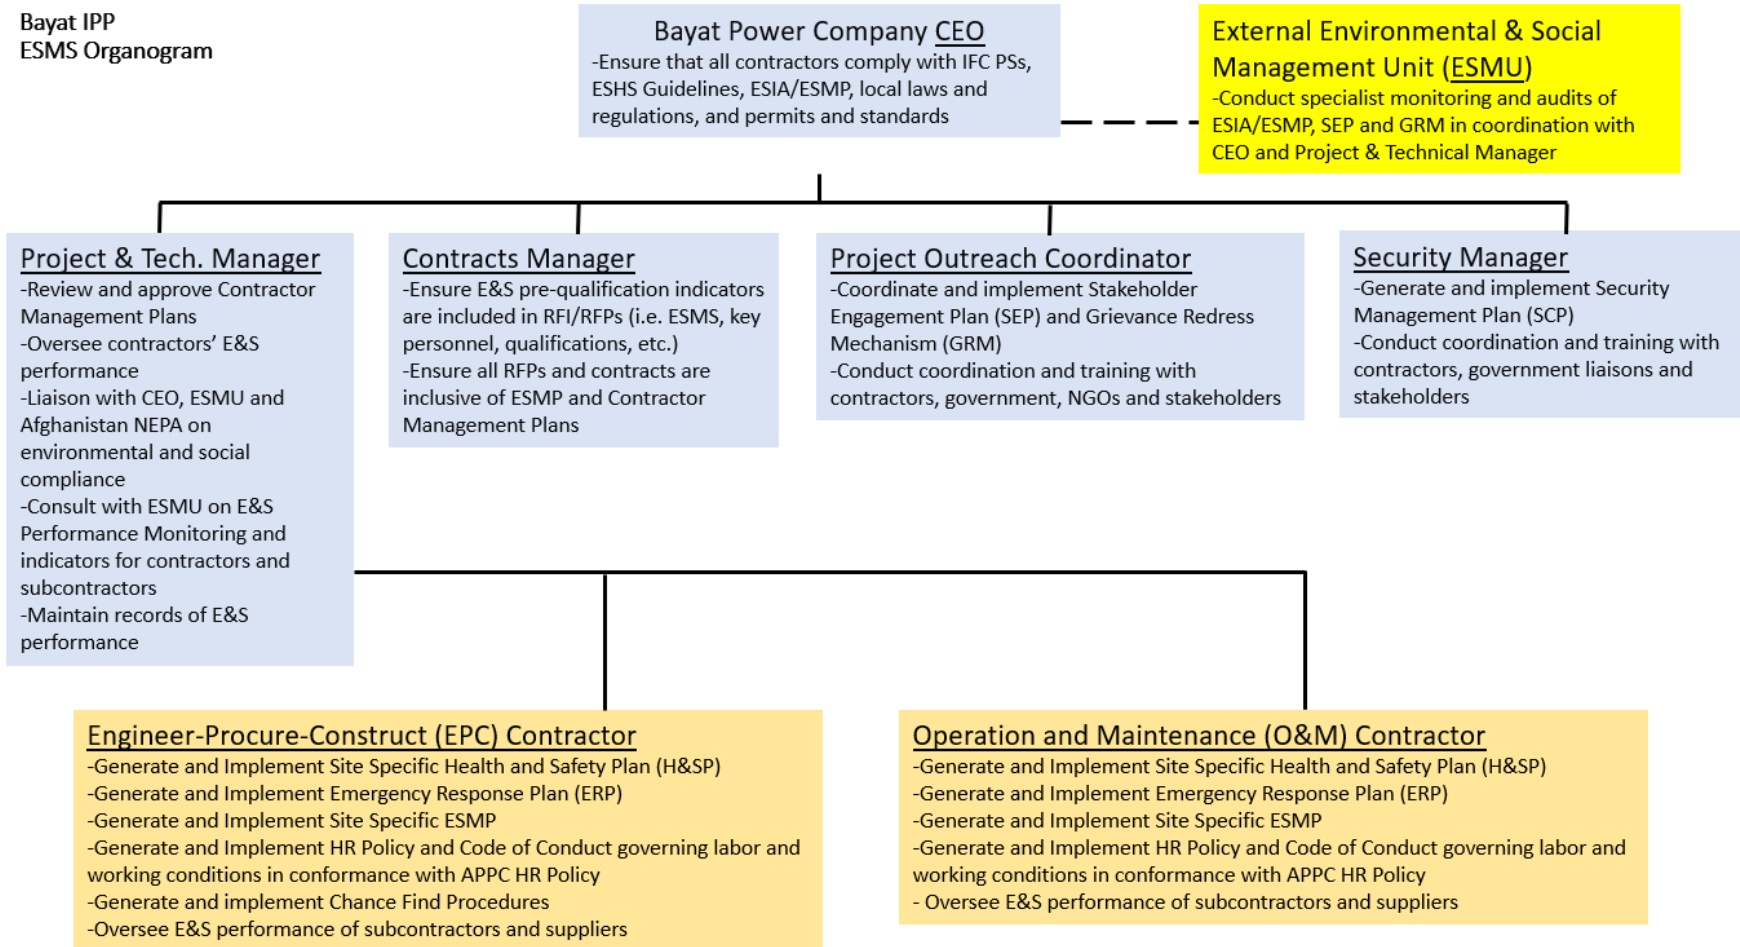 Bayat IPP
ESMS Organogram
Bayat Power Company CEO
-Ensure that all contractors comply with IFC PSs,
ESHS Guidelines, ESIA/ESMP, local laws and
regulations, and permits and standards
External Environmental & Social
Management Unit (ESMU)
-Conduct specialist monitoring and audits of
ESIA/ESMP, SEP and GRM in coordination with
CEO and Project & Technical Manager
Project & Tech. Manager
-Review and approve Contractor
Management Plans
-Oversee contractors’ E&S
performance
-Liaison with CEO, ESMU and
Afghanistan NEPA on
environmental and social
compliance
-Consult with ESMU on E&S
Performance Monitoring and
indicators for contractors and
subcontractors
-Maintain records of E&S
performance
Contracts Manager
-Ensure E&S pre-qualification indicators
are included in RFI/RFPs (i.e. ESMS, key
personnel, qualifications, etc.)
-Ensure all RFPs and contracts are
inclusive of ESMP and Contractor
Management Plans
Project Outreach Coordinator
-Coordinate and implement Stakeholder
Engagement Plan (SEP) and Grievance Redress
Mechanism (GRM)
-Conduct coordination and training with
contractors, government, NGOs and stakeholders
Security Manager
-Generate and implement Security
Management Plan (SCP)
-Conduct coordination and training with
contractors, government liaisons and
stakeholders
Engineer-Procure-Construct (EPC) Contractor
-Generate and Implement Site Specific Health and Safety Plan (H&SP)
-Generate and Implement Emergency Response Plan (ERP)
-Generate and Implement Site Specific ESMP
-Generate and Implement HR Policy and Code of Conduct governing labor and
working conditions in conformance with APPC HR Policy
-Generate and implement Chance Find Procedures
-Oversee E&S performance of subcontractors and suppliers
Operation and Maintenance (O&M) Contractor
-Generate and Implement Site Specific Health and Safety Plan (H&SP)
-Generate and Implement Emergency Response Plan (ERP)
-Generate and Implement Site Specific ESMP
-Generate and Implement HR Policy and Code of Conduct governing labor and
working conditions in conformance with APPC HR Policy
- Oversee E&S performance of subcontractors and suppliers